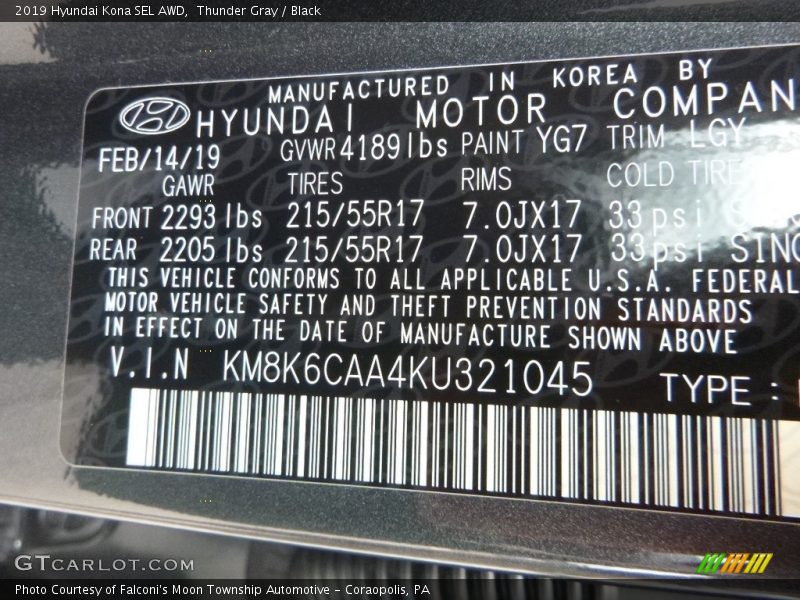 2019 Hyundai Kona SEL AWD,  Thunder Gray / Black
MANUFACTURED IN KOREA BY
HYUNDAI MOTOR COMPAN
FEB/14/19 GVWR 4189 lbs PAINT YG7 TRIM LGY
GAWR TIRES RIMS COLD TIRE
FRONT 2293 lbs 215/55R17 7.0JX17 33 psi
REAR 2205 lbs 215/55R17 7.0JX17 33 psi SING
THIS VEHICLE CONFORMS TO ALL APPLICABLE U.S.A. FEDERAL
MOTOR VEHICLE SAFETY AND THEFT PREVENTION STANDARDS
IN EFFECT ON THE DATE OF MANUFACTURE SHOWN ABOVE
V.I.N KM8K6CAA4KU321045 TYPE :
GTCARLOT.COM
Photo Courtesy of Falconi's Moon Township Automotive – Coraopolis, PA